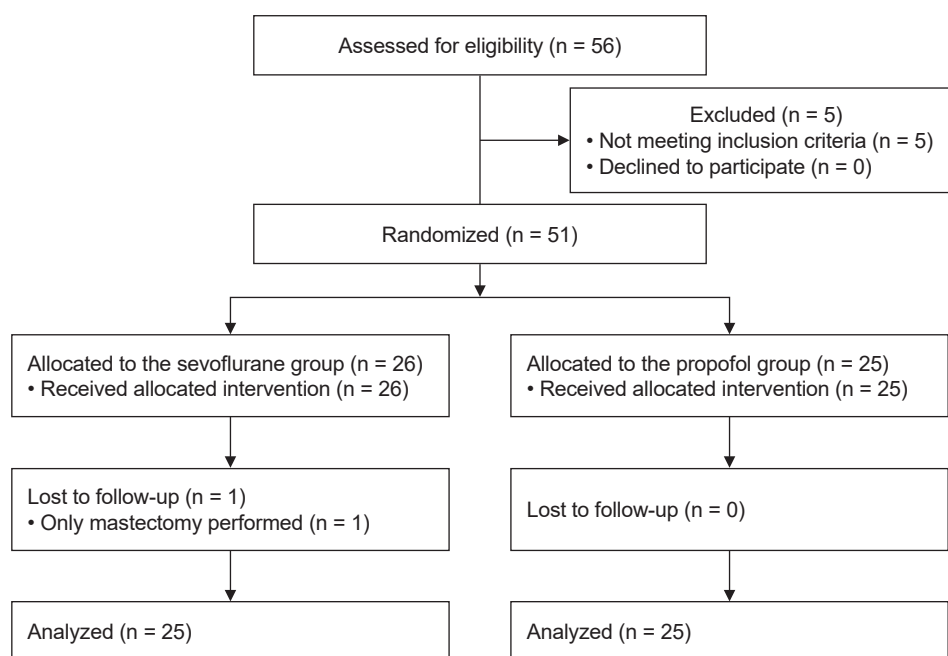 Assessed for eligibility (n = 56)
Excluded (n = 5)
• Not meeting inclusion criteria (n = 5)
• Declined to participate (n = 0)
Randomized (n = 51)
Allocated to the sevoflurane group (n = 26)
• Received allocated intervention (n = 26)
Allocated to the propofol group (n = 25)
• Received allocated intervention (n = 25)
Lost to follow-up (n = 1)
• Only mastectomy performed (n = 1)
Lost to follow-up (n = 0)
Analyzed (n = 25)
Analyzed (n = 25)